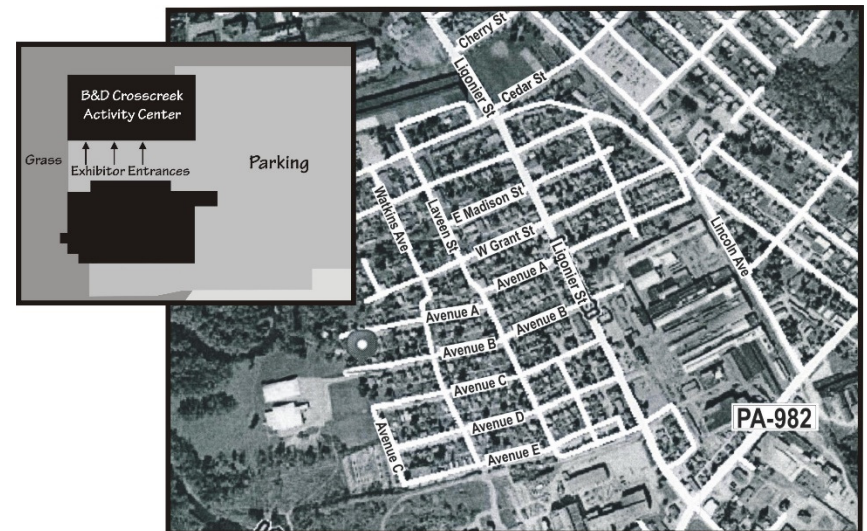 B&D Crosscreek
Activity Center
Grass
Exhibitor Entrances
Parking
Cherry St
Ligonier St
Cedar St
Watkins Ave
Laveen St
E Madison St
W Grant St
Lincoln Ave
Avenue A
Ligonier St
Avenue A
Avenue B
Avenue B
Avenue C
Avenue D
Avenue C
Avenue E
PA-982